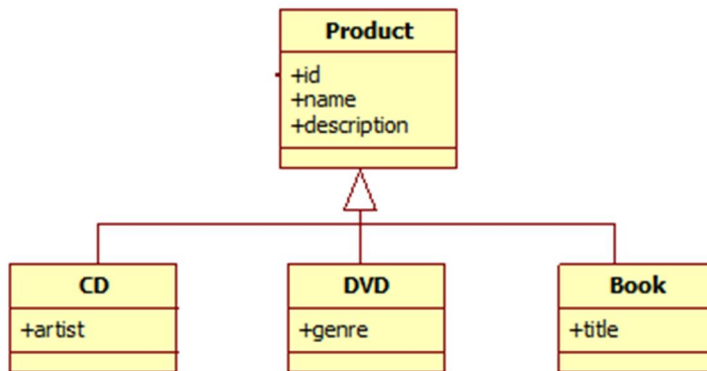 Product
+id
+name
+description
CD
+artist
DVD
+genre
Book
+title